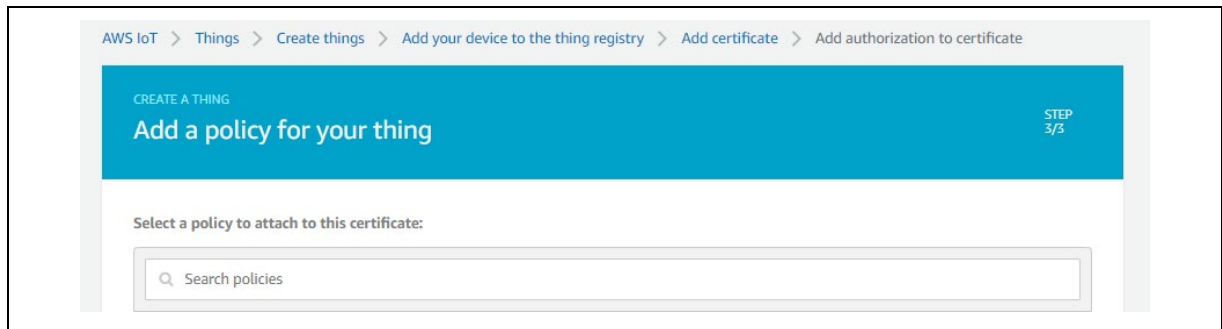 AWS IoT > Things > Create things > Add your device to the thing registry > Add certificate > Add authorization to certificate
CREATE A THING
Add a policy for your thing
STEP
3/3
Select a policy to attach to this certificate:
Search policies